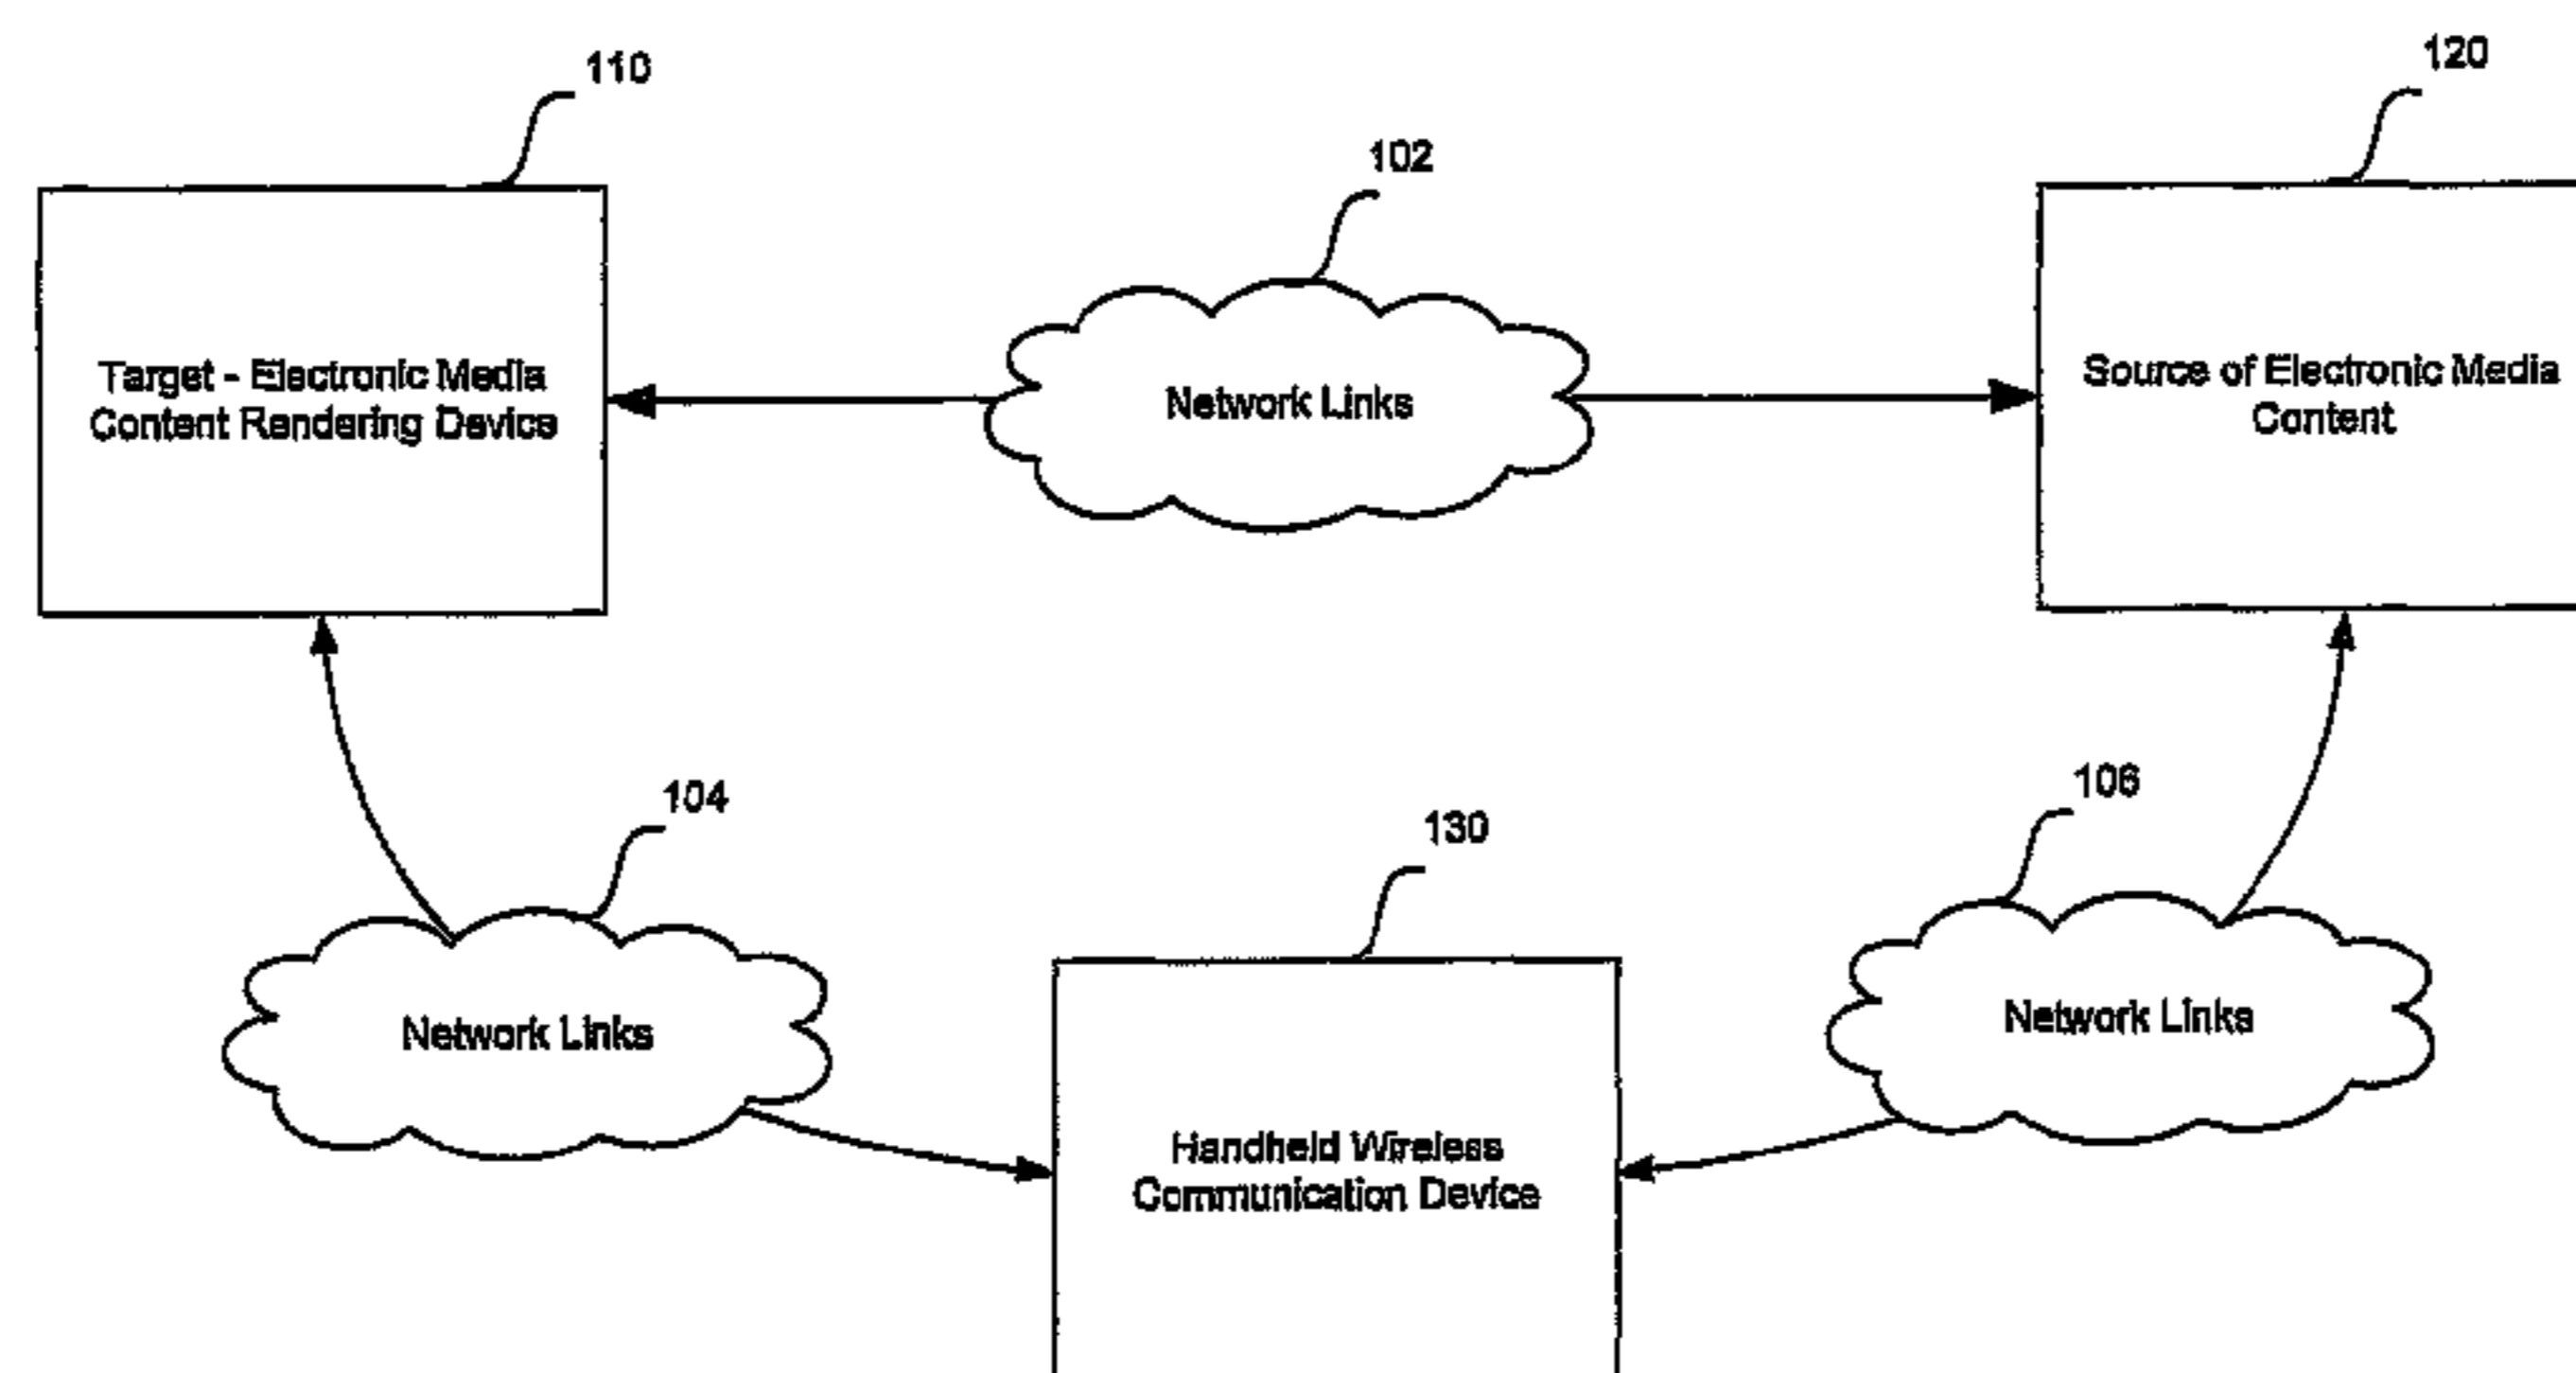 110
120
102
Target - Electronic Media
Content Rendering Device
Network Links
Source of Electronic Media
Content
104
130
106
Network Links
Handheld Wireless
Communication Device
Network Links